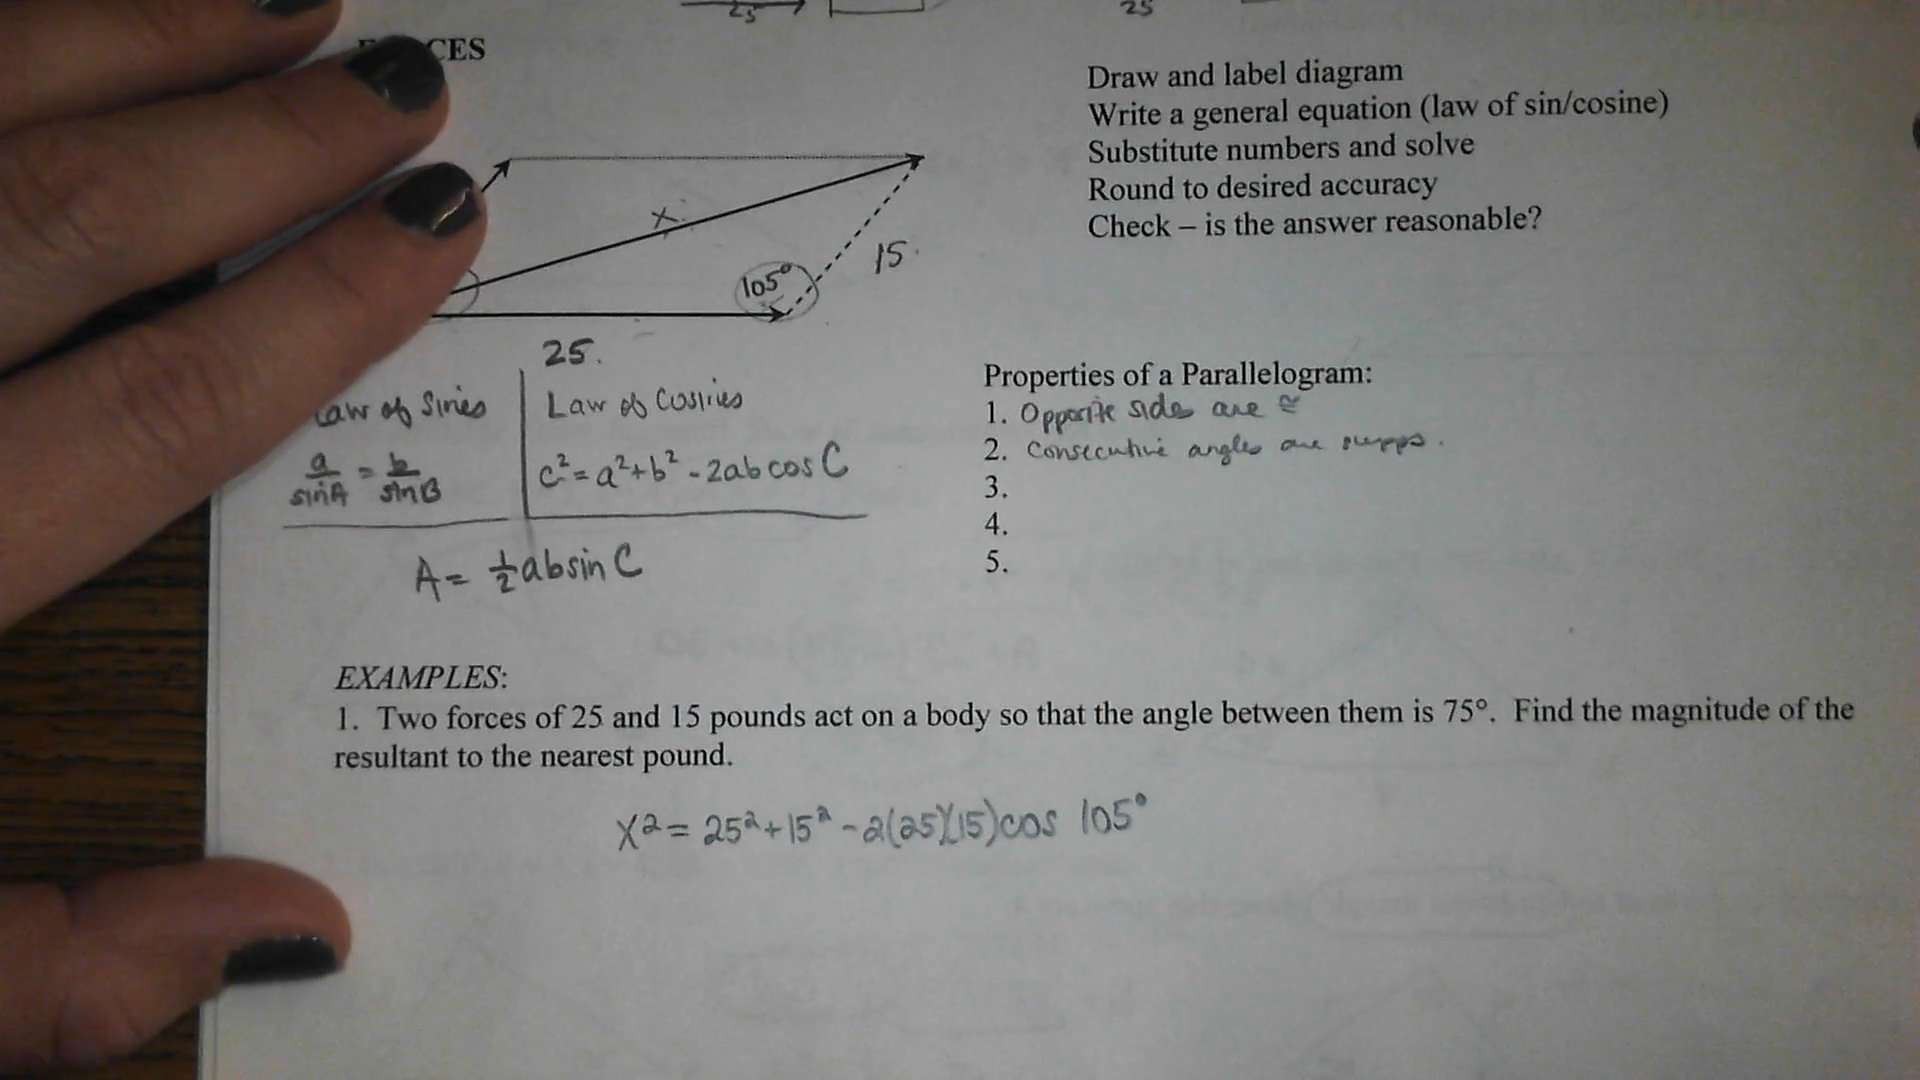 25
25
CES
Draw and label diagram
Write a general equation (law of sin/cosine)
Substitute numbers and solve
Round to desired accuracy
Check – is the answer reasonable?
x
105°
15
25.
Law of Sines
a/sinA = b/sinB
Law of Cosines
c² = a² + b² - 2ab cos C
A = ½ absin C
Properties of a Parallelogram:
1. Opposite sides are ≅
2. Consecutive angles are supps.
3.
4.
5.
EXAMPLES:
1. Two forces of 25 and 15 pounds act on a body so that the angle between them is 75°. Find the magnitude of the
resultant to the nearest pound.
x² = 25² + 15² - 2(25)(15)cos 105°